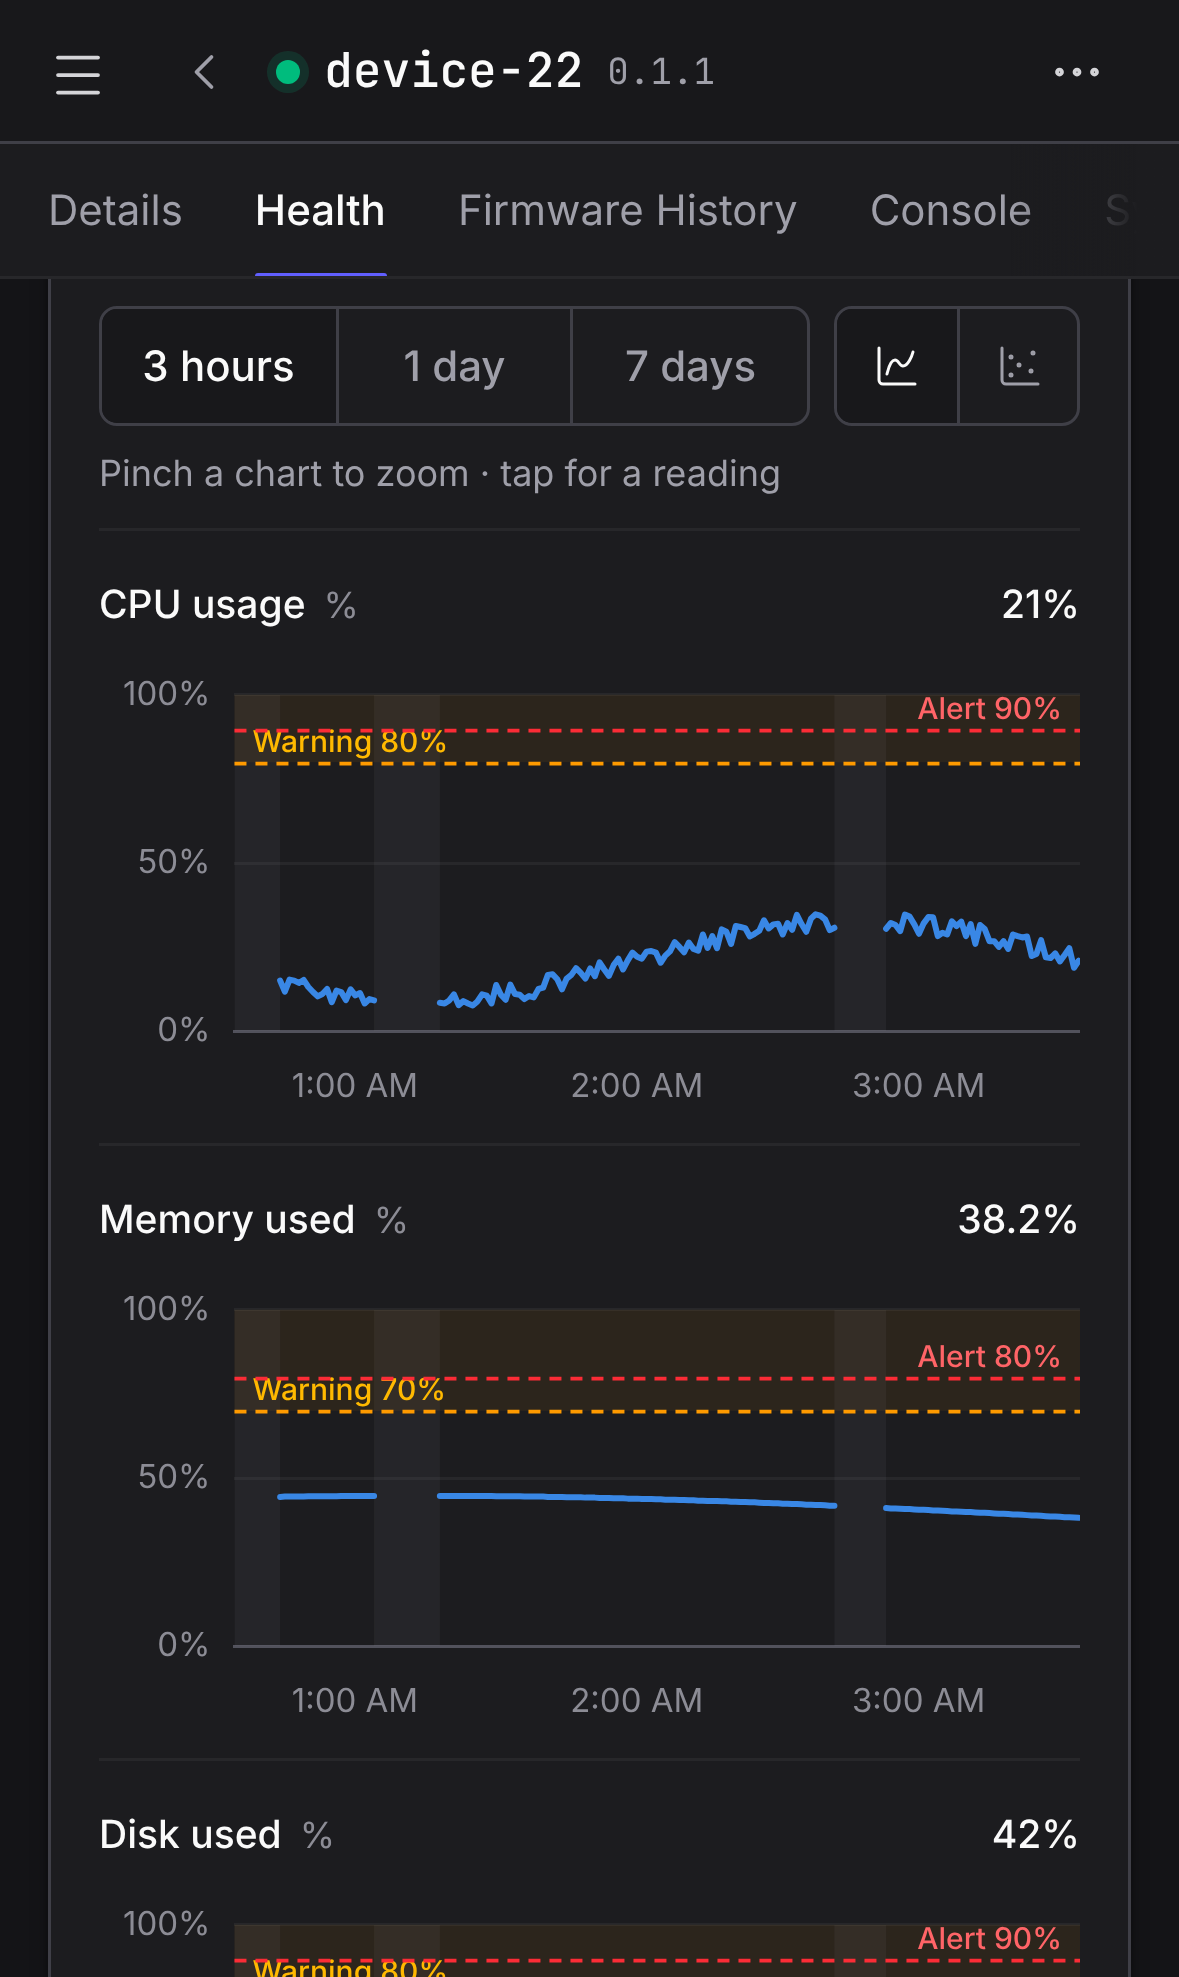 device-22 0.1.1
Details Health Firmware History Console S
3 hours 1 day 7 days
Pinch a chart to zoom · tap for a reading
CPU usage % 21%
100%
Alert 90%
Warning 80%
50%
0%
1:00 AM 2:00 AM 3:00 AM
Memory used % 38.2%
100%
Alert 80%
Warning 70%
50%
0%
1:00 AM 2:00 AM 3:00 AM
Disk used % 42%
100%
Alert 90%
Warning 80%